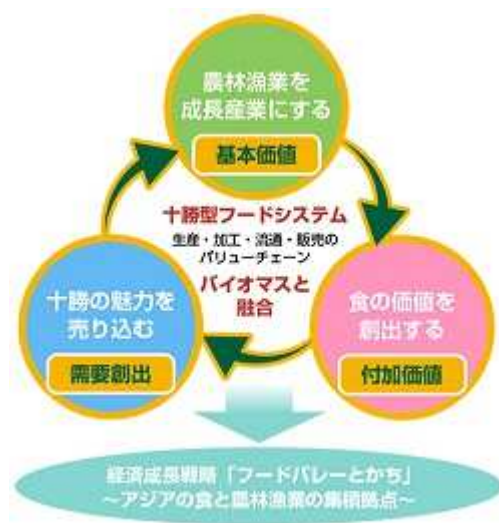 農林漁業を
成長産業にする
基本価値
十勝型フードシステム
生産・加工・流通・販売の
バリューチェーン
バイオマスと
融合
十勝の魅力を
売り込む
需要創出
食の価値を
創出する
付加価値
経済成長戦略「フードバレーとかち」
～アジアの食と農林漁業の集積拠点～